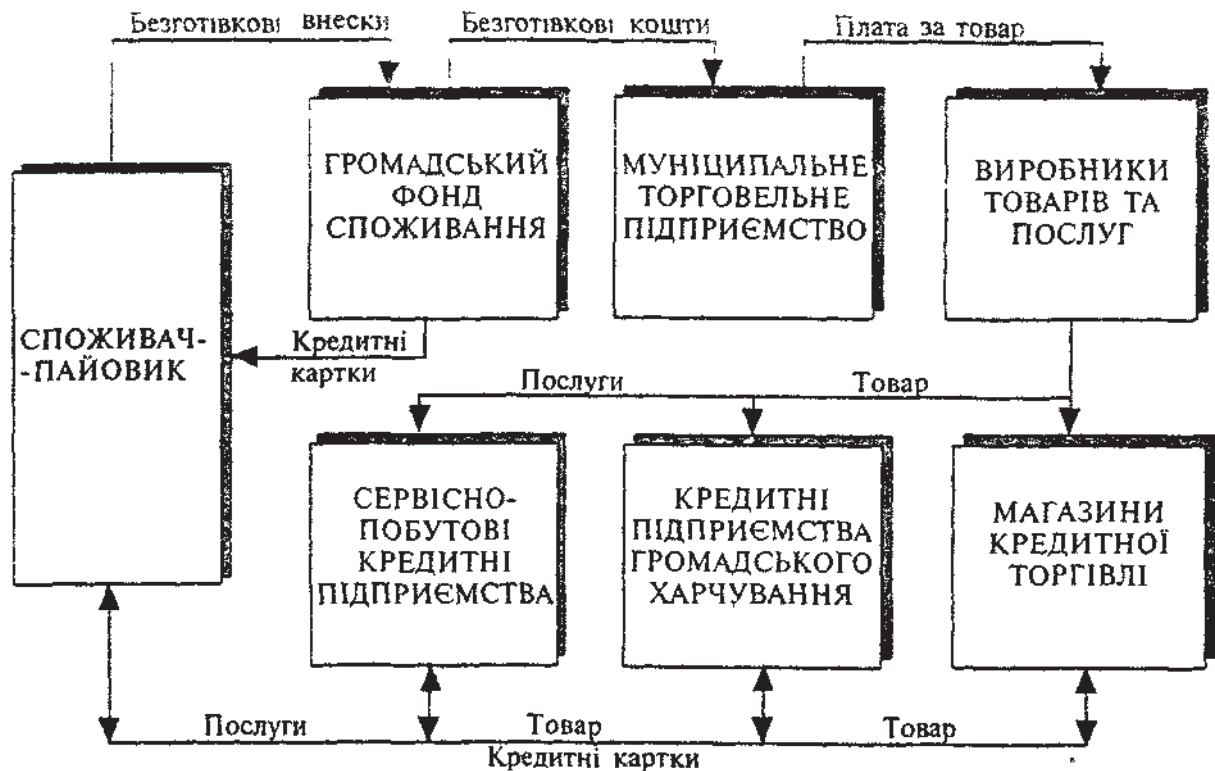 Безготівкові внески
Безготівкові кошти
Плата за товар
ГРОМАДСЬКИЙ
ФОНД
СПОЖИВАННЯ
МУНІЦИПАЛЬНЕ
ТОРГОВЕЛЬНЕ
ПІДПРИЄМСТВО
ВИРОБНИКИ
ТОВАРІВ ТА
ПОСЛУГ
СПОЖИВАЧ-
-ПАЙОВИК
Кредитні
картки
Послуги
Товар
СЕРВІСНО-
ПОБУТОВІ
КРЕДИТНІ
ПІДПРИЄМСТВА
КРЕДИТНІ
ПІДПРИЄМСТВА
ГРОМАДСЬКОГО
ХАРЧУВАННЯ
МАГАЗИНИ
КРЕДИТНОЇ
ТОРГІВЛІ
Послуги
Товар
Товар
Кредитні картки